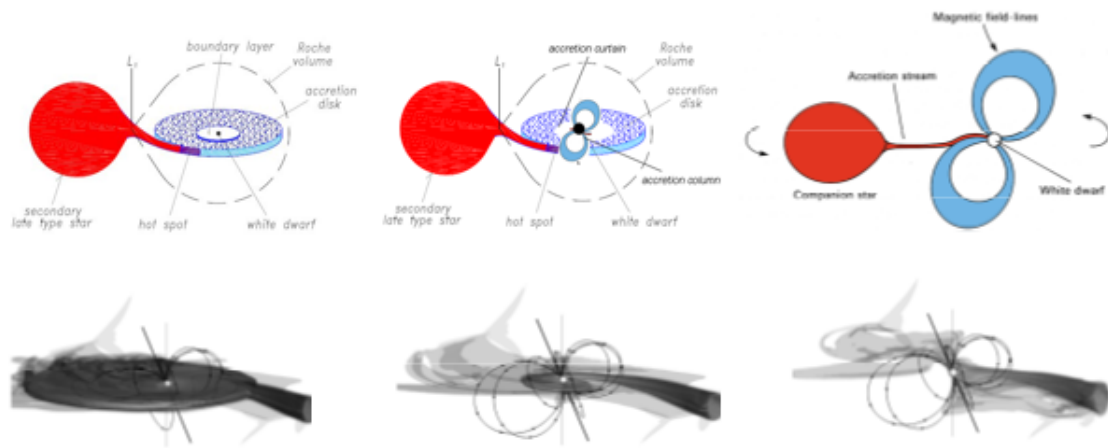 boundary layer
L₁
Roche
volume
accretion
disk
secondary
late type star
hot spot
white dwarf
accretion curtain
L₁
Roche
volume
accretion
disk
accretion column
secondary
late type star
hot spot
white dwarf
Magnetic field-lines
Accretion stream
Companion star
White dwarf